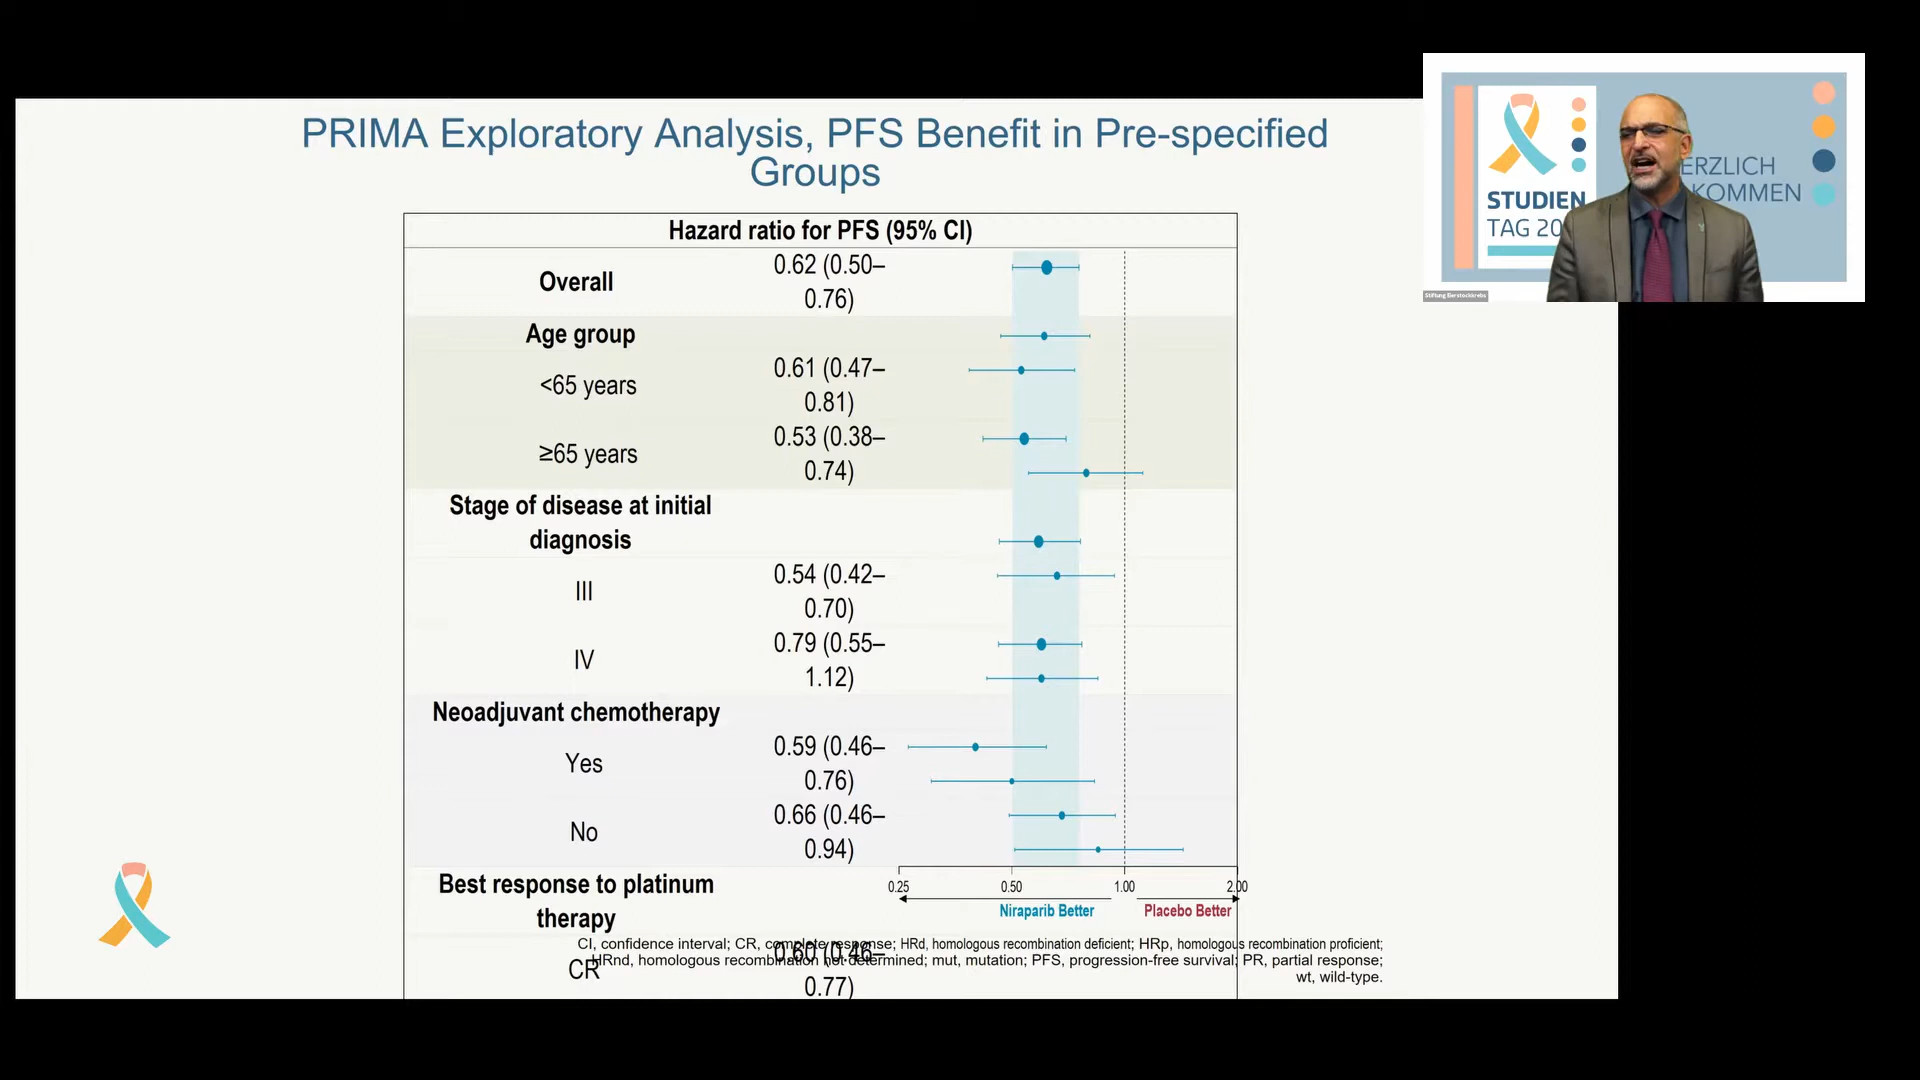 PRIMA Exploratory Analysis, PFS Benefit in Pre-specified
Groups
Hazard ratio for PFS (95% CI)
Overall
0.62 (0.50–
0.76)
Age group
<65 years
0.61 (0.47–
0.81)
≥65 years
0.53 (0.38–
0.74)
Stage of disease at initial
diagnosis
III
0.54 (0.42–
0.70)
IV
0.79 (0.55–
1.12)
Neoadjuvant chemotherapy
Yes
0.59 (0.46–
0.76)
No
0.66 (0.46–
0.94)
Best response to platinum
therapy
CR
0.60 (0.46–
0.77)
0.25 0.50 1.00 2.00
Niraparib Better Placebo Better
CI, confidence interval; CR, complete response; HRd, homologous recombination deficient; HRp, homologous recombination proficient;
HRnd, homologous recombination not determined; mut, mutation; PFS, progression-free survival; PR, partial response;
wt, wild-type.
STUDIEN
TAG 20
ERZLICH
KOMMEN
Stiftung Eierstockkrebs